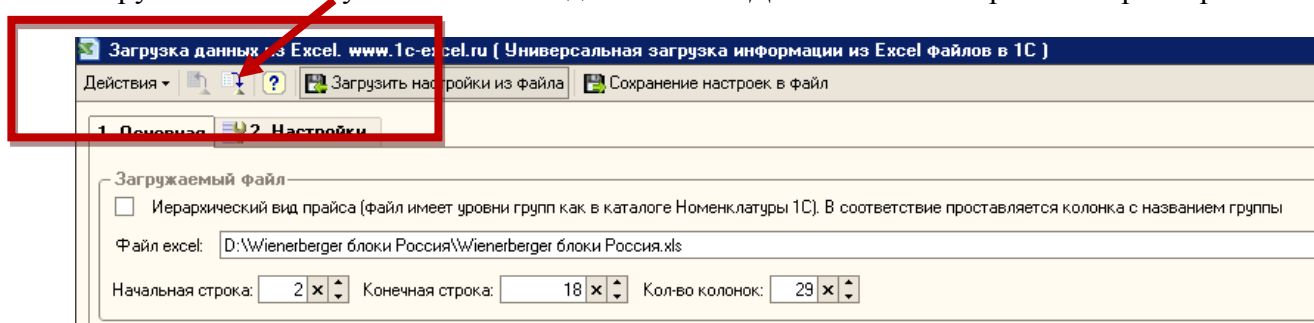 Загрузка данных из Excel. www.1c-excel.ru ( Универсальная загрузка информации из Excel файлов в 1С )
Действия ? Загрузить настройки из файла Сохранение настроек в файл
1. Основная 2. Настройки
Загружаемый файл
Иерархический вид прайса (файл имеет уровни групп как в каталоге Номенклатуры 1С). В соответствие проставляется колонка с названием группы
Файл excel: D:\Wienerberger блоки Россия\Wienerberger блоки Россия.xls
Начальная строка: 2 Конечная строка: 18 Кол-во колонок: 29